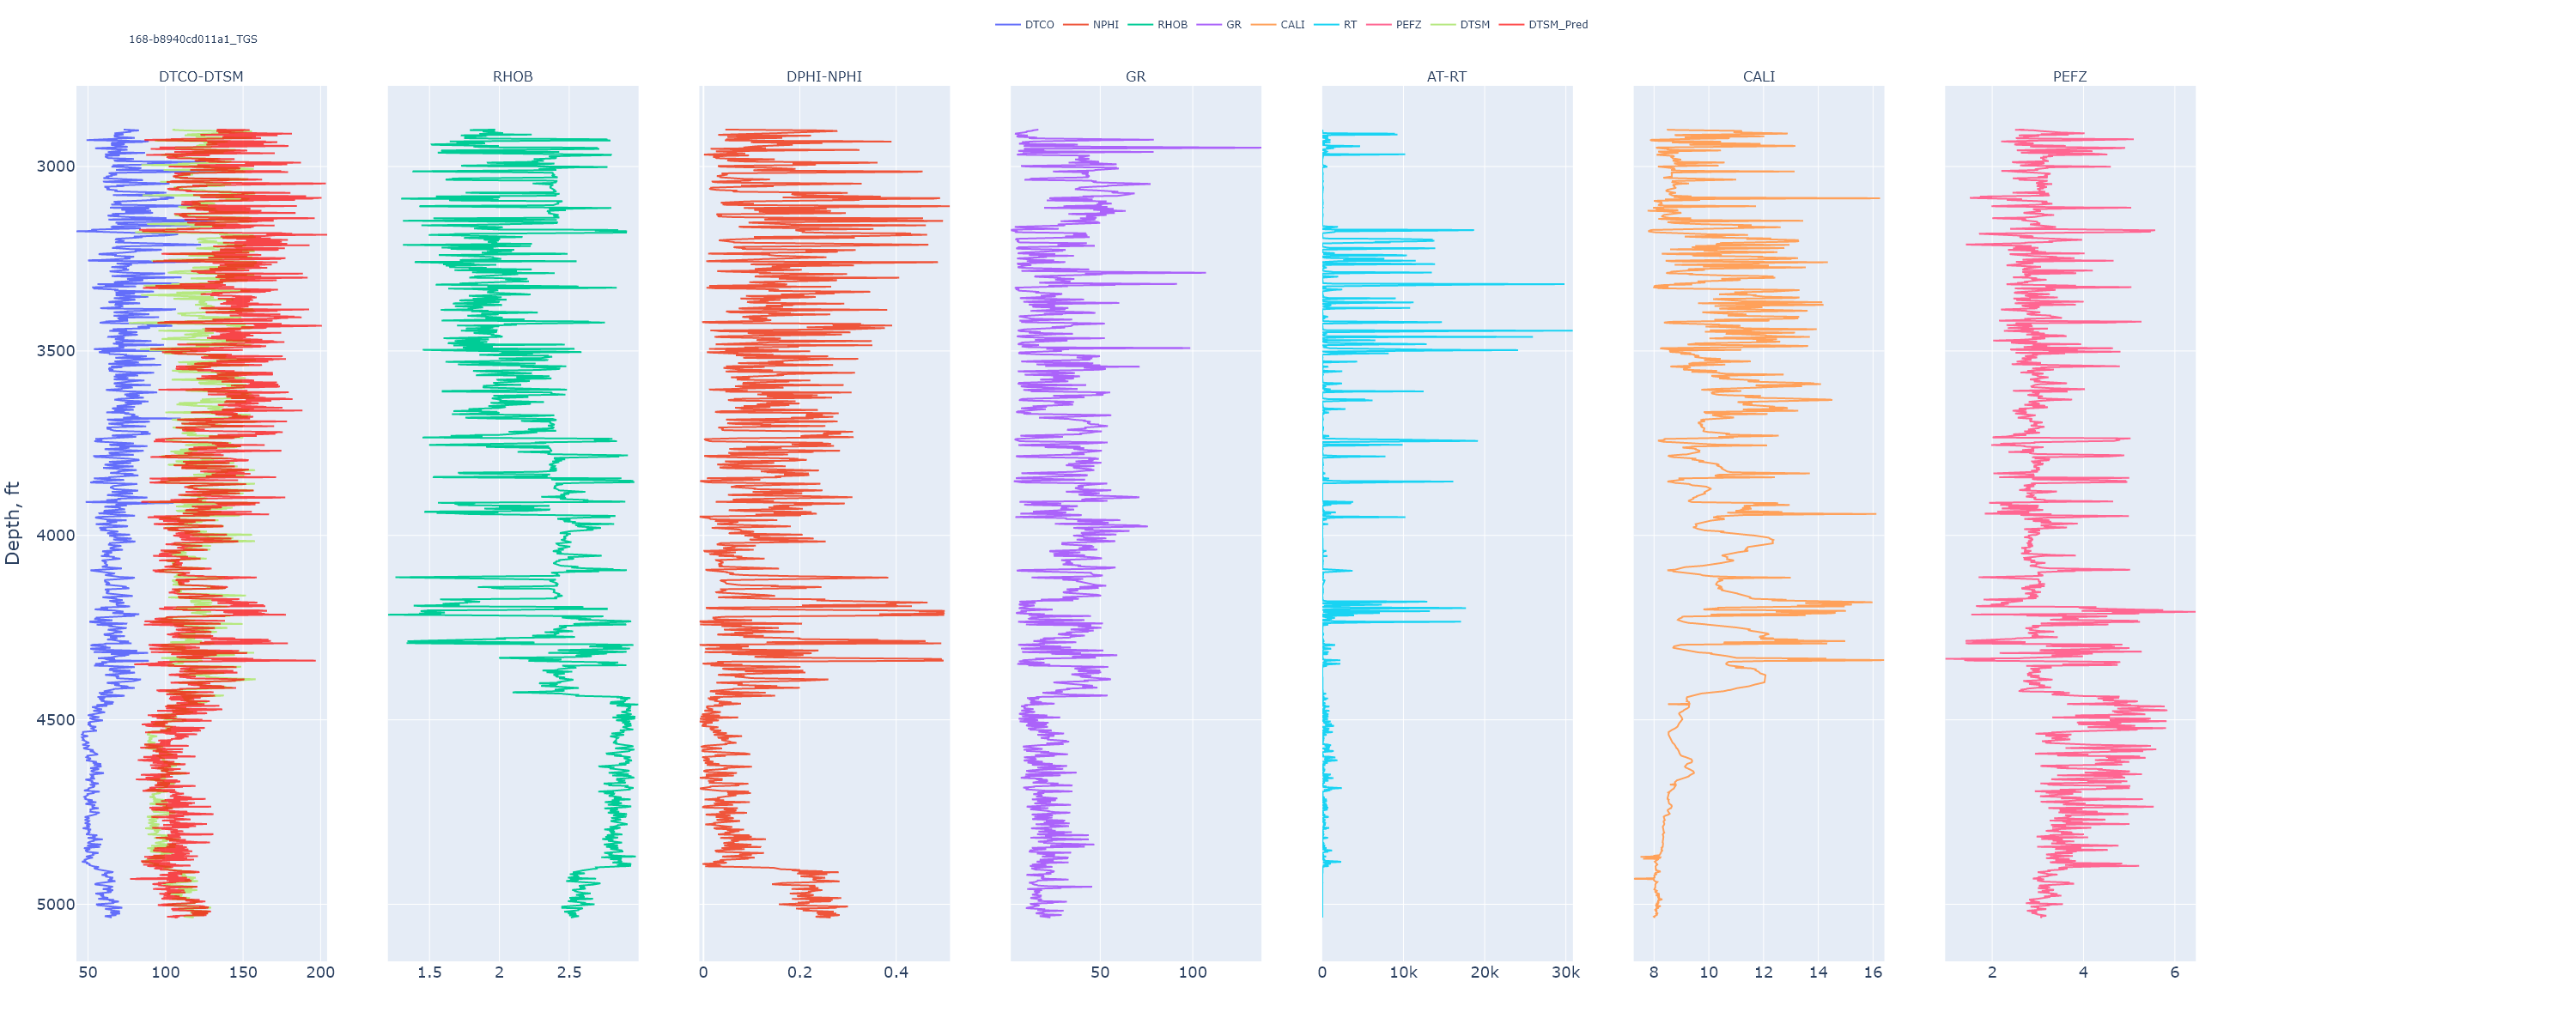 DTCO NPHI RHOB GR CALI RT PEFZ DTSM DTSM_Pred
168-b8940cd011a1_TGS
DTCO-DTSM RHOB DPHI-NPHI GR AT-RT CALI PEFZ
3000
3500
Depth, ft
4000
4500
5000
50 100 150 200 1.5 2 2.5 0 0.2 0.4 50 100 0 10k 20k 30k 8 10 12 14 16 2 4 6